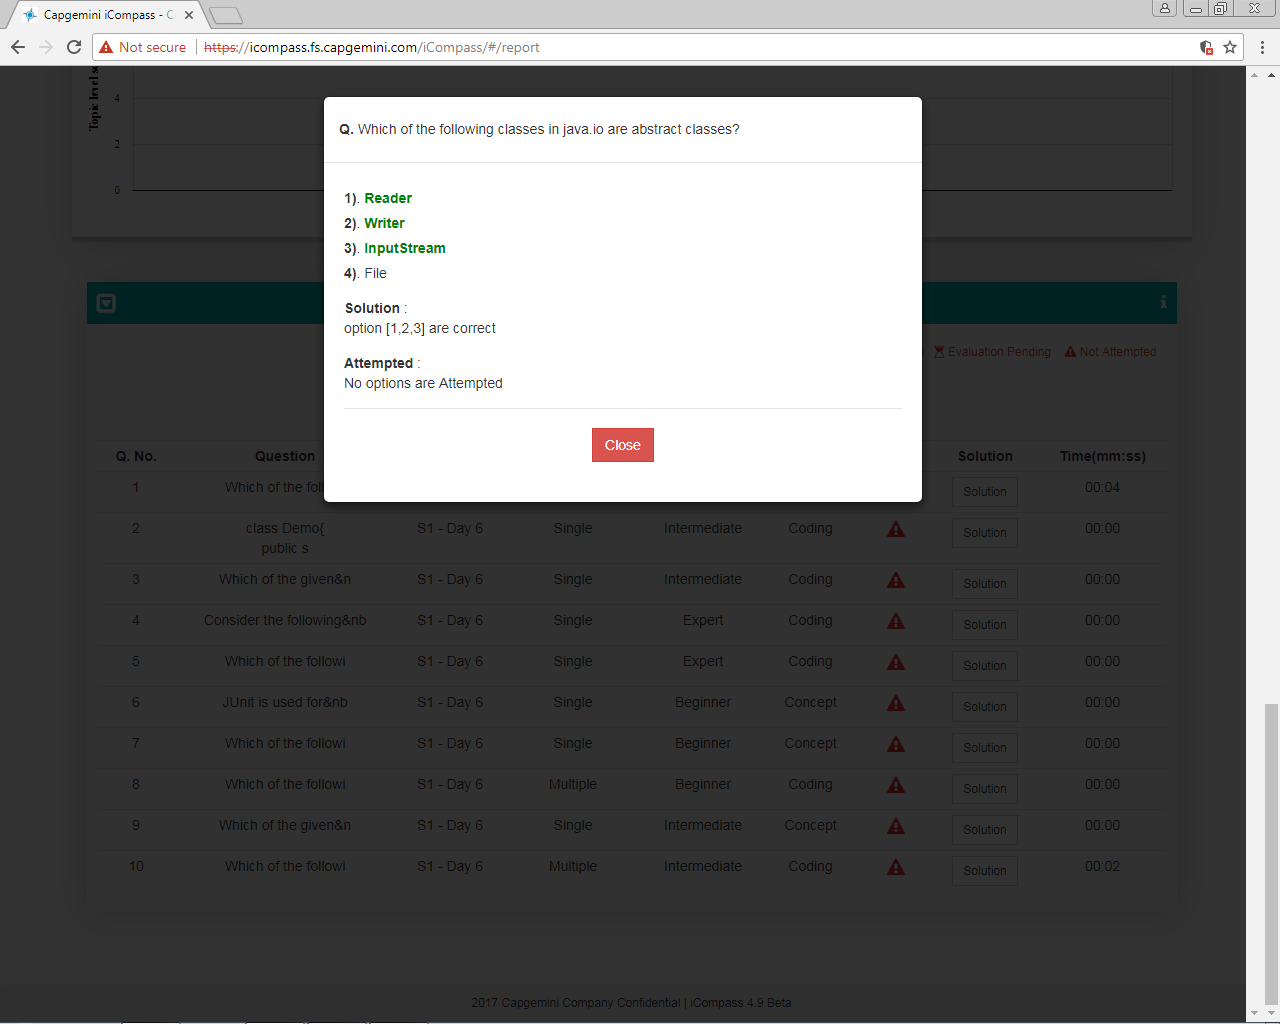 Capgemini iCompass - C
Not secure https://icompass.fs.capgemini.com/iCompass/#/report
Topic level s
4
2
0
Q. Which of the following classes in java.io are abstract classes?
1). Reader
2). Writer
3). InputStream
4). File
Solution :
option [1,2,3] are correct
Attempted :
No options are Attempted
Close
Evaluation Pending Not Attempted
Q. No. Question Solution Time(mm:ss)
1 Which of the fol Solution 00:04
2 class Demo{ S1 - Day 6 Single Intermediate Coding Solution 00:00
public s
3 Which of the given&n S1 - Day 6 Single Intermediate Coding Solution 00:00
4 Consider the following&nb S1 - Day 6 Single Expert Coding Solution 00:00
5 Which of the followi S1 - Day 6 Single Expert Coding Solution 00:00
6 JUnit is used for&nb S1 - Day 6 Single Beginner Concept Solution 00:00
7 Which of the followi S1 - Day 6 Single Beginner Concept Solution 00:00
8 Which of the followi S1 - Day 6 Multiple Beginner Coding Solution 00:00
9 Which of the given&n S1 - Day 6 Single Intermediate Concept Solution 00:00
10 Which of the followi S1 - Day 6 Multiple Intermediate Coding Solution 00:02
2017 Capgemini Company Confidential | iCompass 4.9 Beta